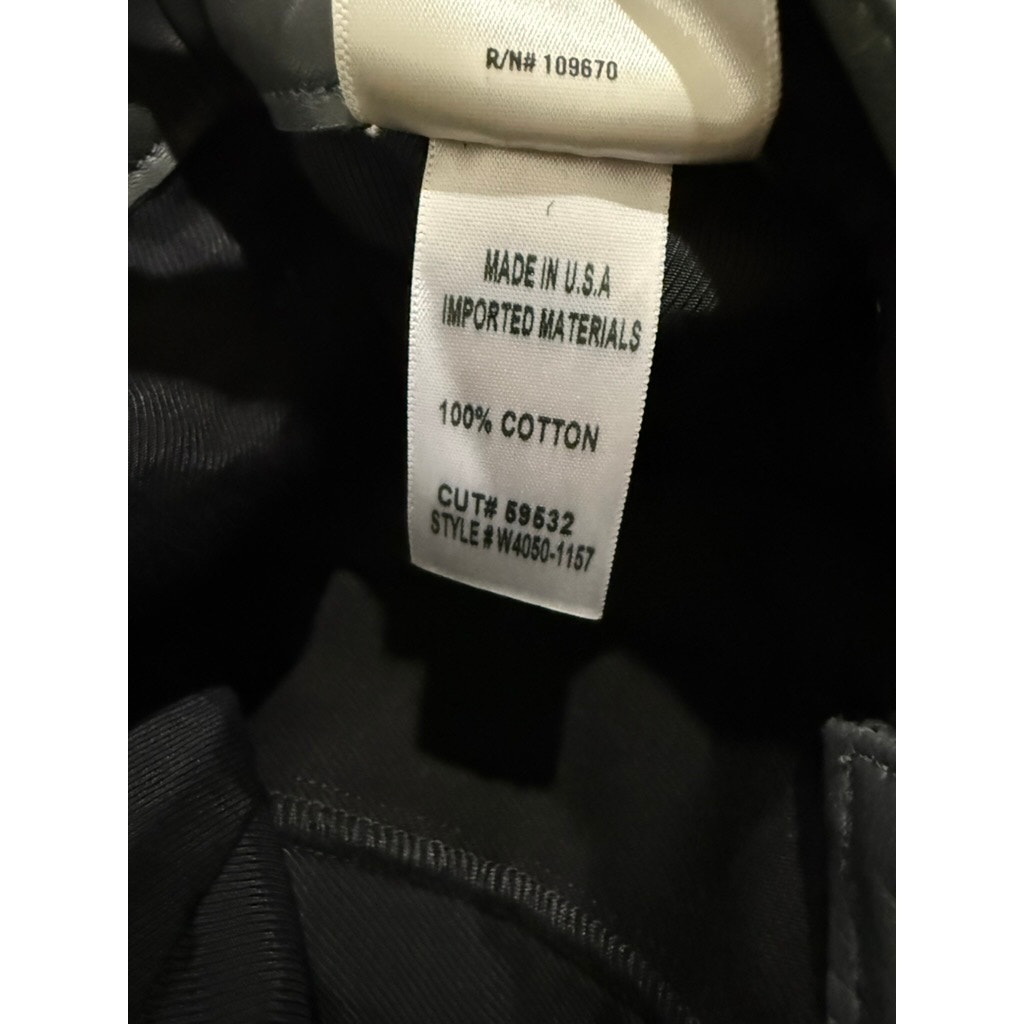 R/N# 109670
MADE IN U.S.A
IMPORTED MATERIALS
100% COTTON
CUT# 59532
STYLE # W4050-1157